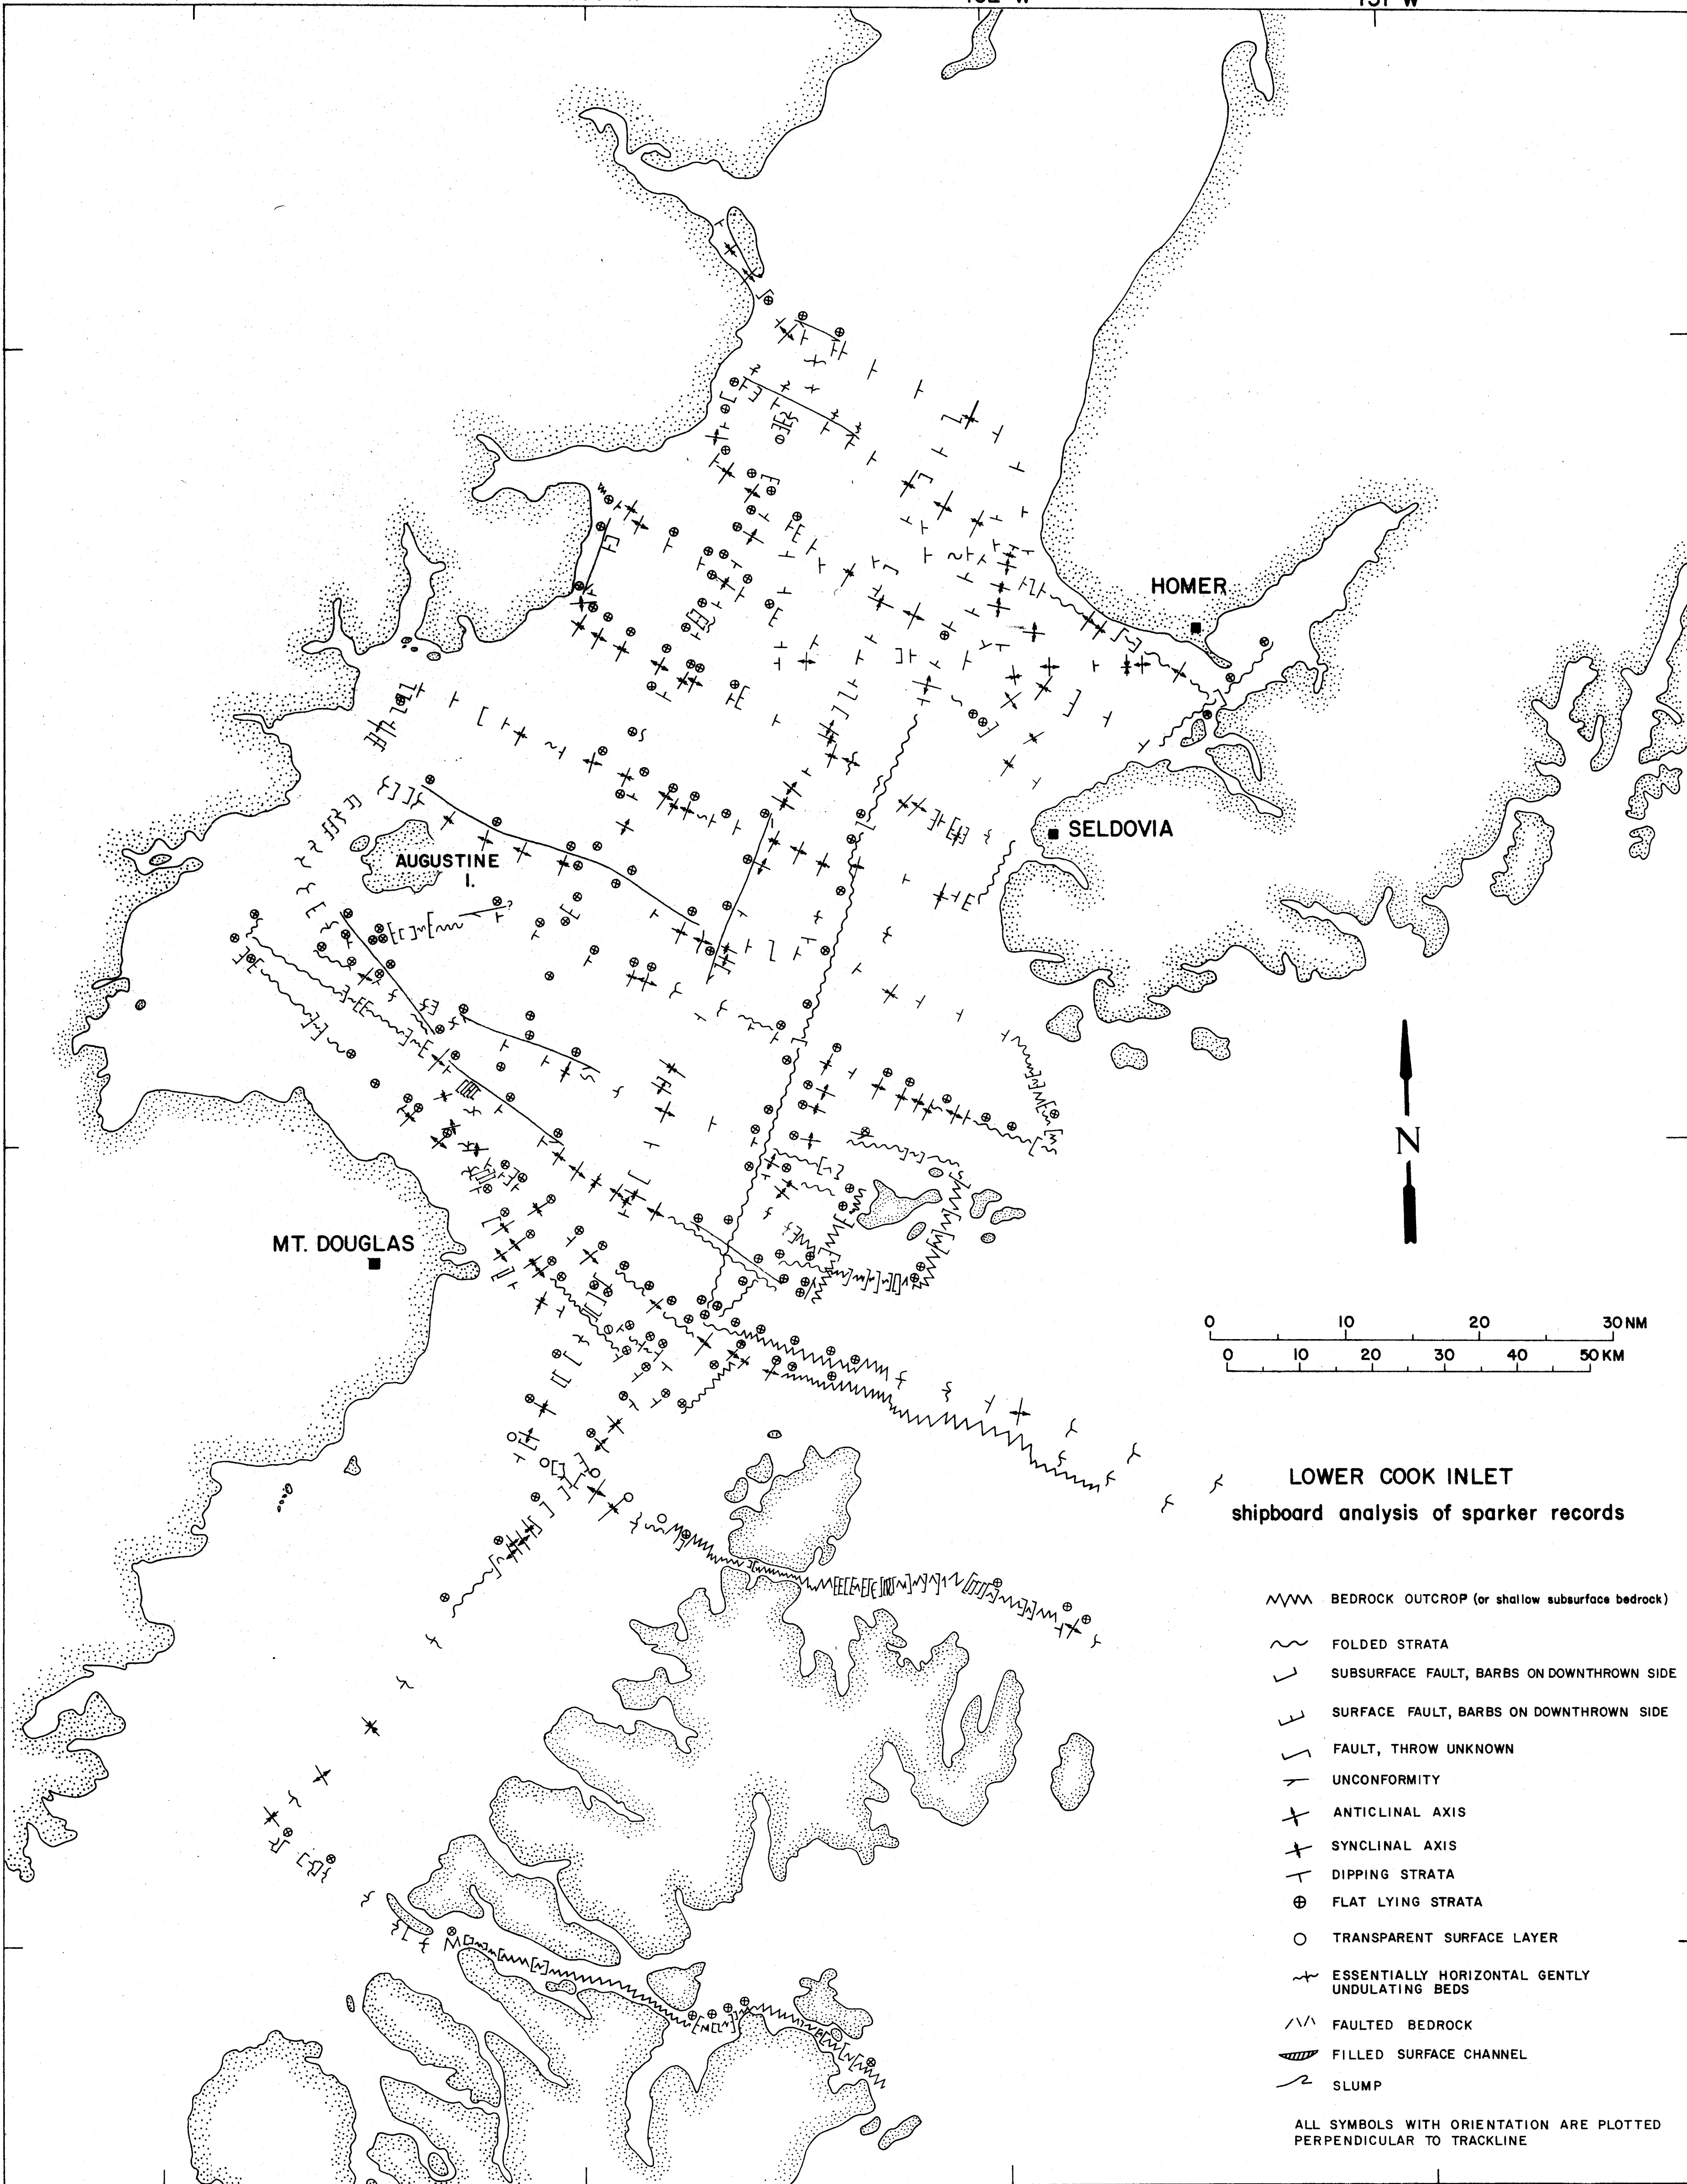 152° W
151° W
HOMER
SELDOVIA
AUGUSTINE
I.
?
N
MT. DOUGLAS
0 10 20 30 NM
0 10 20 30 40 50 KM
LOWER COOK INLET
shipboard analysis of sparker records
BEDROCK OUTCROP (or shallow subsurface bedrock)
FOLDED STRATA
SUBSURFACE FAULT, BARBS ON DOWNTHROWN SIDE
SURFACE FAULT, BARBS ON DOWNTHROWN SIDE
FAULT, THROW UNKNOWN
UNCONFORMITY
ANTICLINAL AXIS
SYNCLINAL AXIS
DIPPING STRATA
FLAT LYING STRATA
TRANSPARENT SURFACE LAYER
ESSENTIALLY HORIZONTAL GENTLY
UNDULATING BEDS
FAULTED BEDROCK
FILLED SURFACE CHANNEL
SLUMP
ALL SYMBOLS WITH ORIENTATION ARE PLOTTED
PERPENDICULAR TO TRACKLINE